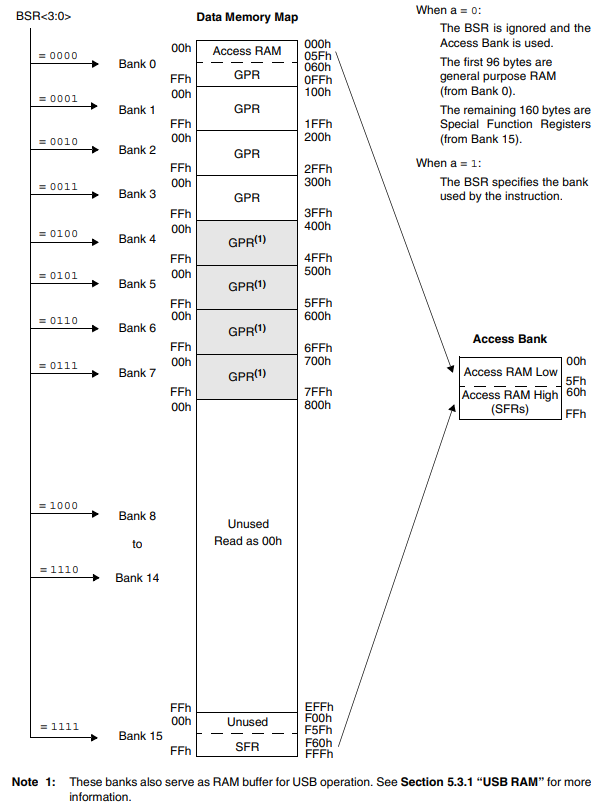 BSR<3:0>
Data Memory Map
When a = 0:
The BSR is ignored and the
Access Bank is used.
The first 96 bytes are
general purpose RAM
(from Bank 0).
The remaining 160 bytes are
Special Function Registers
(from Bank 15).
When a = 1:
The BSR specifies the bank
used by the instruction.
= 0000
Bank 0
00h
Access RAM
000h
05Fh
060h
FFh
GPR
0FFh
= 0001
Bank 1
00h
GPR
100h
FFh
1FFh
= 0010
Bank 2
00h
GPR
200h
FFh
2FFh
= 0011
Bank 3
00h
GPR
300h
FFh
3FFh
= 0100
Bank 4
00h
GPR(1)
400h
FFh
4FFh
= 0101
Bank 5
00h
GPR(1)
500h
FFh
5FFh
= 0110
Bank 6
00h
GPR(1)
600h
FFh
6FFh
= 0111
Bank 7
00h
GPR(1)
700h
FFh
7FFh
00h
800h
Access Bank
Access RAM Low
00h
5Fh
Access RAM High
60h
(SFRs)
FFh
= 1000
Bank 8
to
= 1110
Bank 14
Unused
Read as 00h
FFh
EFFh
= 1111
Bank 15
00h
Unused
F00h
F5Fh
SFR
F60h
FFh
FFFh
Note 1: These banks also serve as RAM buffer for USB operation. See Section 5.3.1 “USB RAM” for more
information.